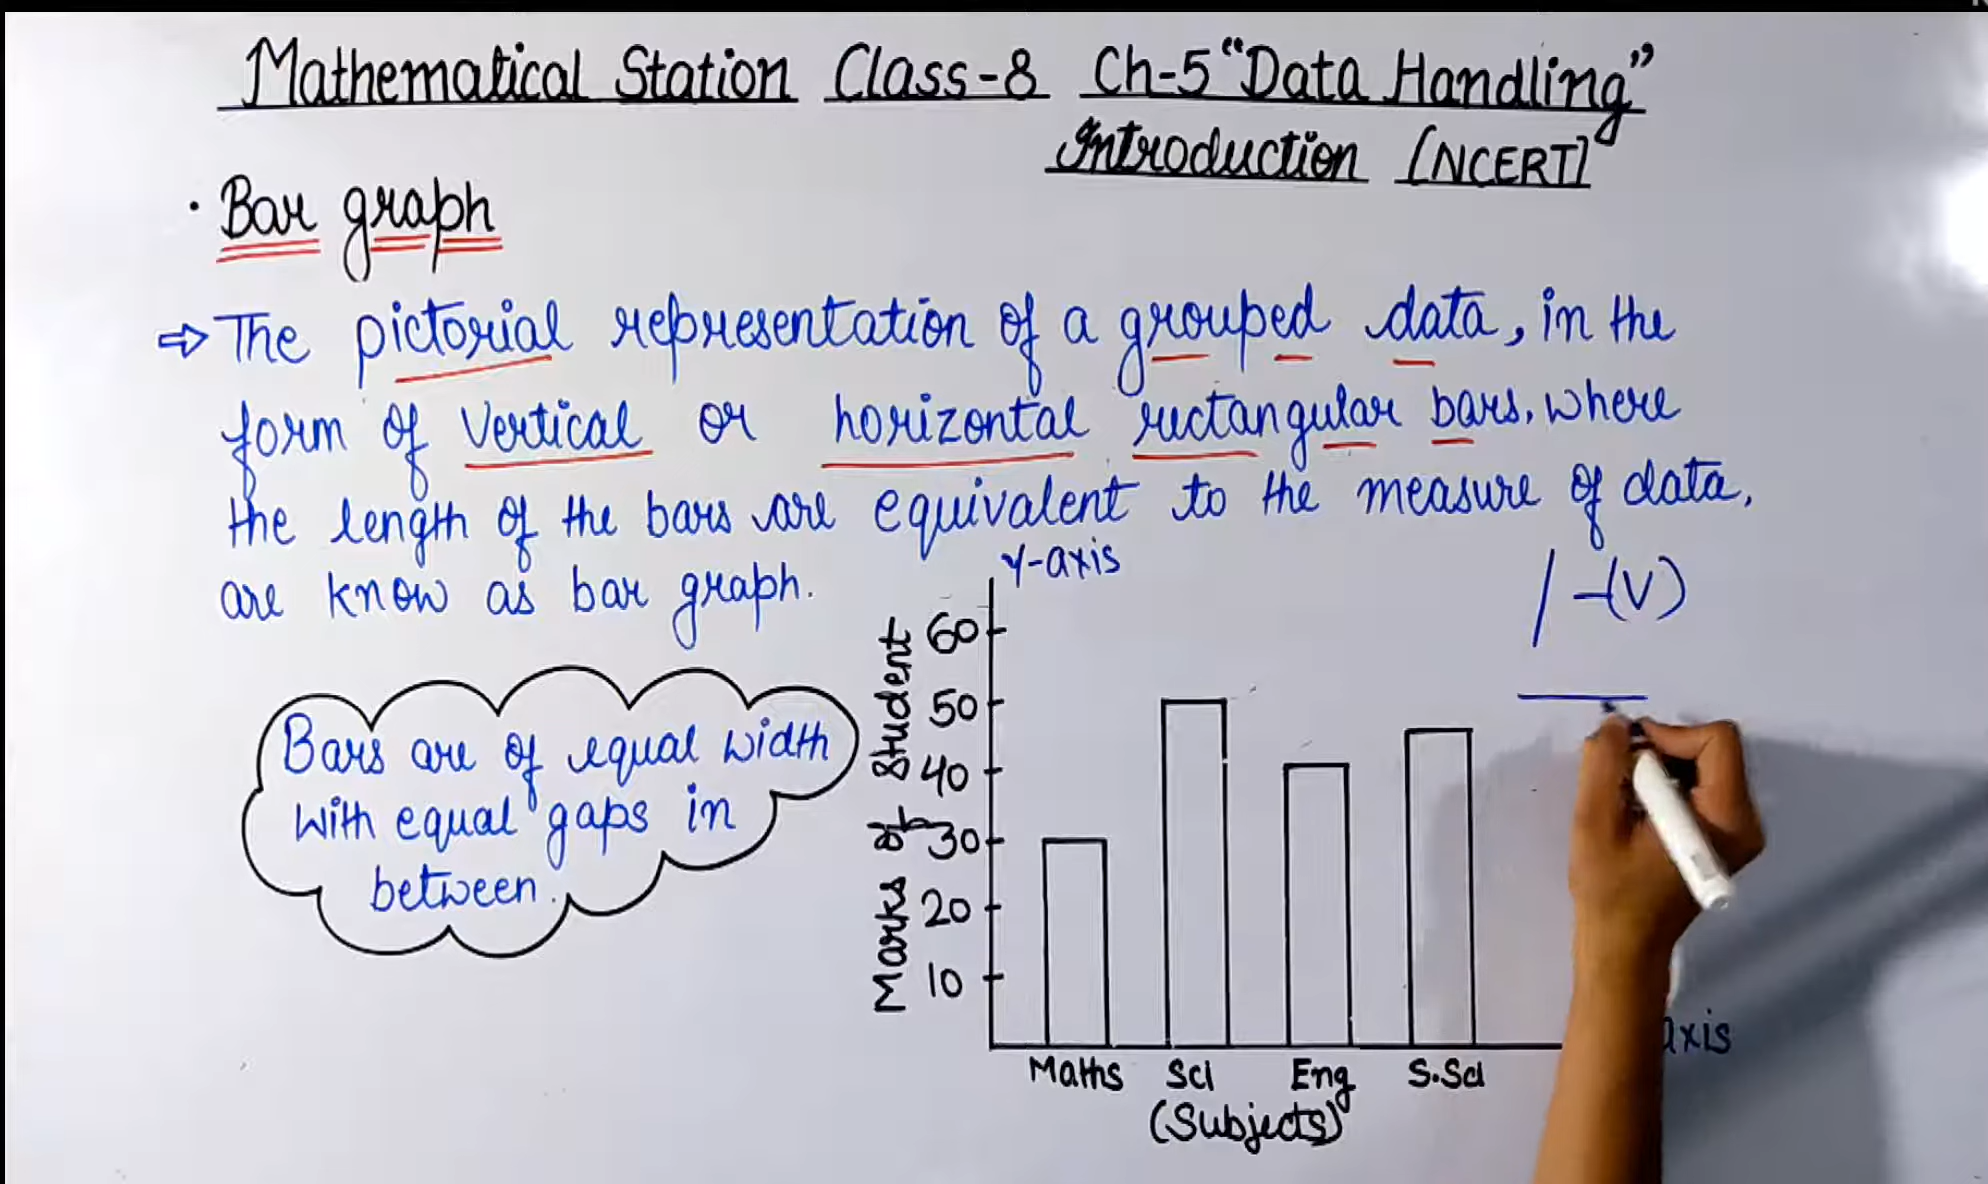 Mathematical Station Class-8 Ch-5 “Data Handling”
Introduction [NCERT]
• Bar graph
⇒ The pictorial representation of a grouped data, in the
form of vertical or horizontal rectangular bars, where
the length of the bars are equivalent to the measure of data,
are know as bar graph.
Bars are of equal width
with equal gaps in
between.
Y-axis
Marks of Student
60
50
40
30
20
10
Maths Sci Eng S.Sci
(Subjects)
axis
| -(V)